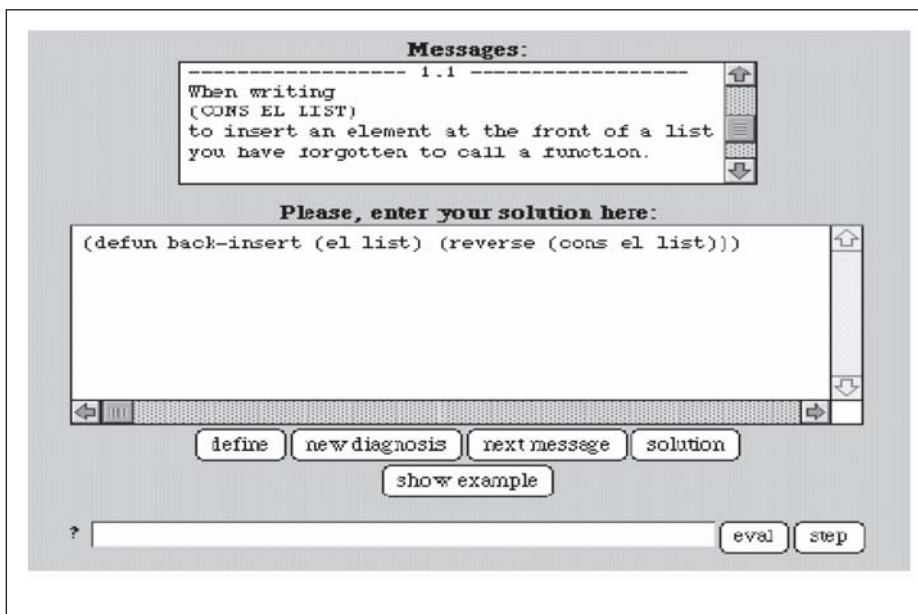 Messages:
------------------ 1.1 ------------------
When writing
(CONS EL LIST)
to insert an element at the front of a list
you have forgotten to call a function.
Please, enter your solution here:
(defun back-insert (el list) (reverse (cons el list)))
define new diagnosis next message solution
show example
? eval step